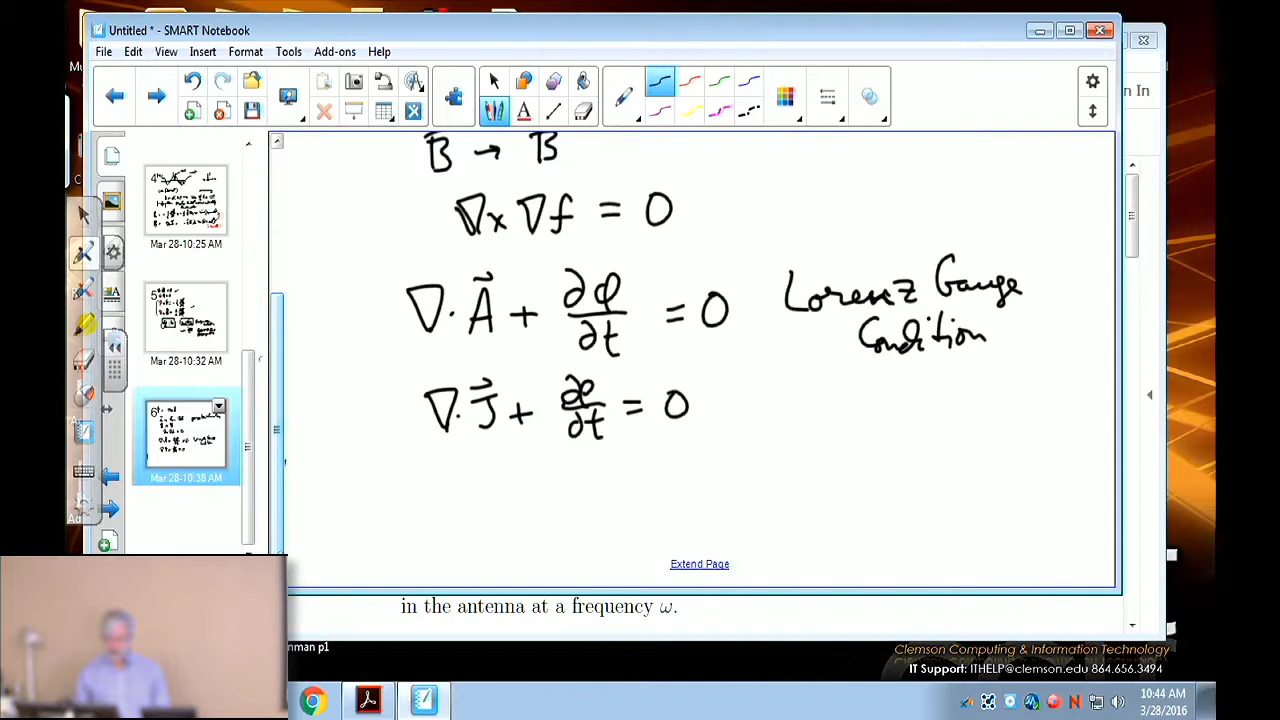 Untitled * - SMART Notebook
File Edit View Insert Format Tools Add-ons Help
n In
B⃗ → B⃗
∇x ∇f = 0
∇·A⃗ + ∂φ/∂t = 0 Lorenz Gauge
Condition
∇·J⃗ + ∂ρ/∂t = 0
Mar 28-10:25 AM
Mar 28-10:32 AM
Mar 28-10:38 AM
Extend Page
in the antenna at a frequency ω.
nman p1
Clemson Computing & Information Technology
IT Support: ITHELP@clemson.edu 864.656.3494
10:44 AM
3/28/2016